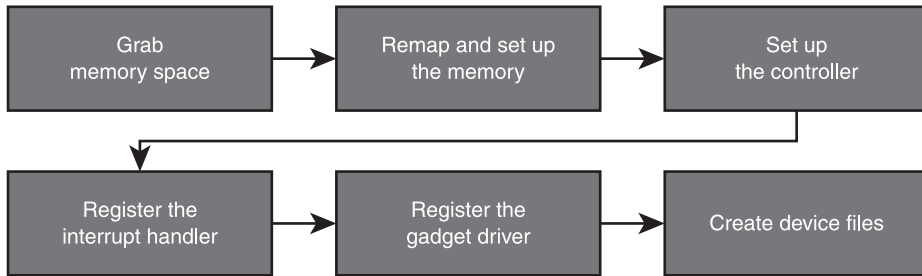 Grab
memory space
Remap and set up
the memory
Set up
the controller
Register the
interrupt handler
Register the
gadget driver
Create device files